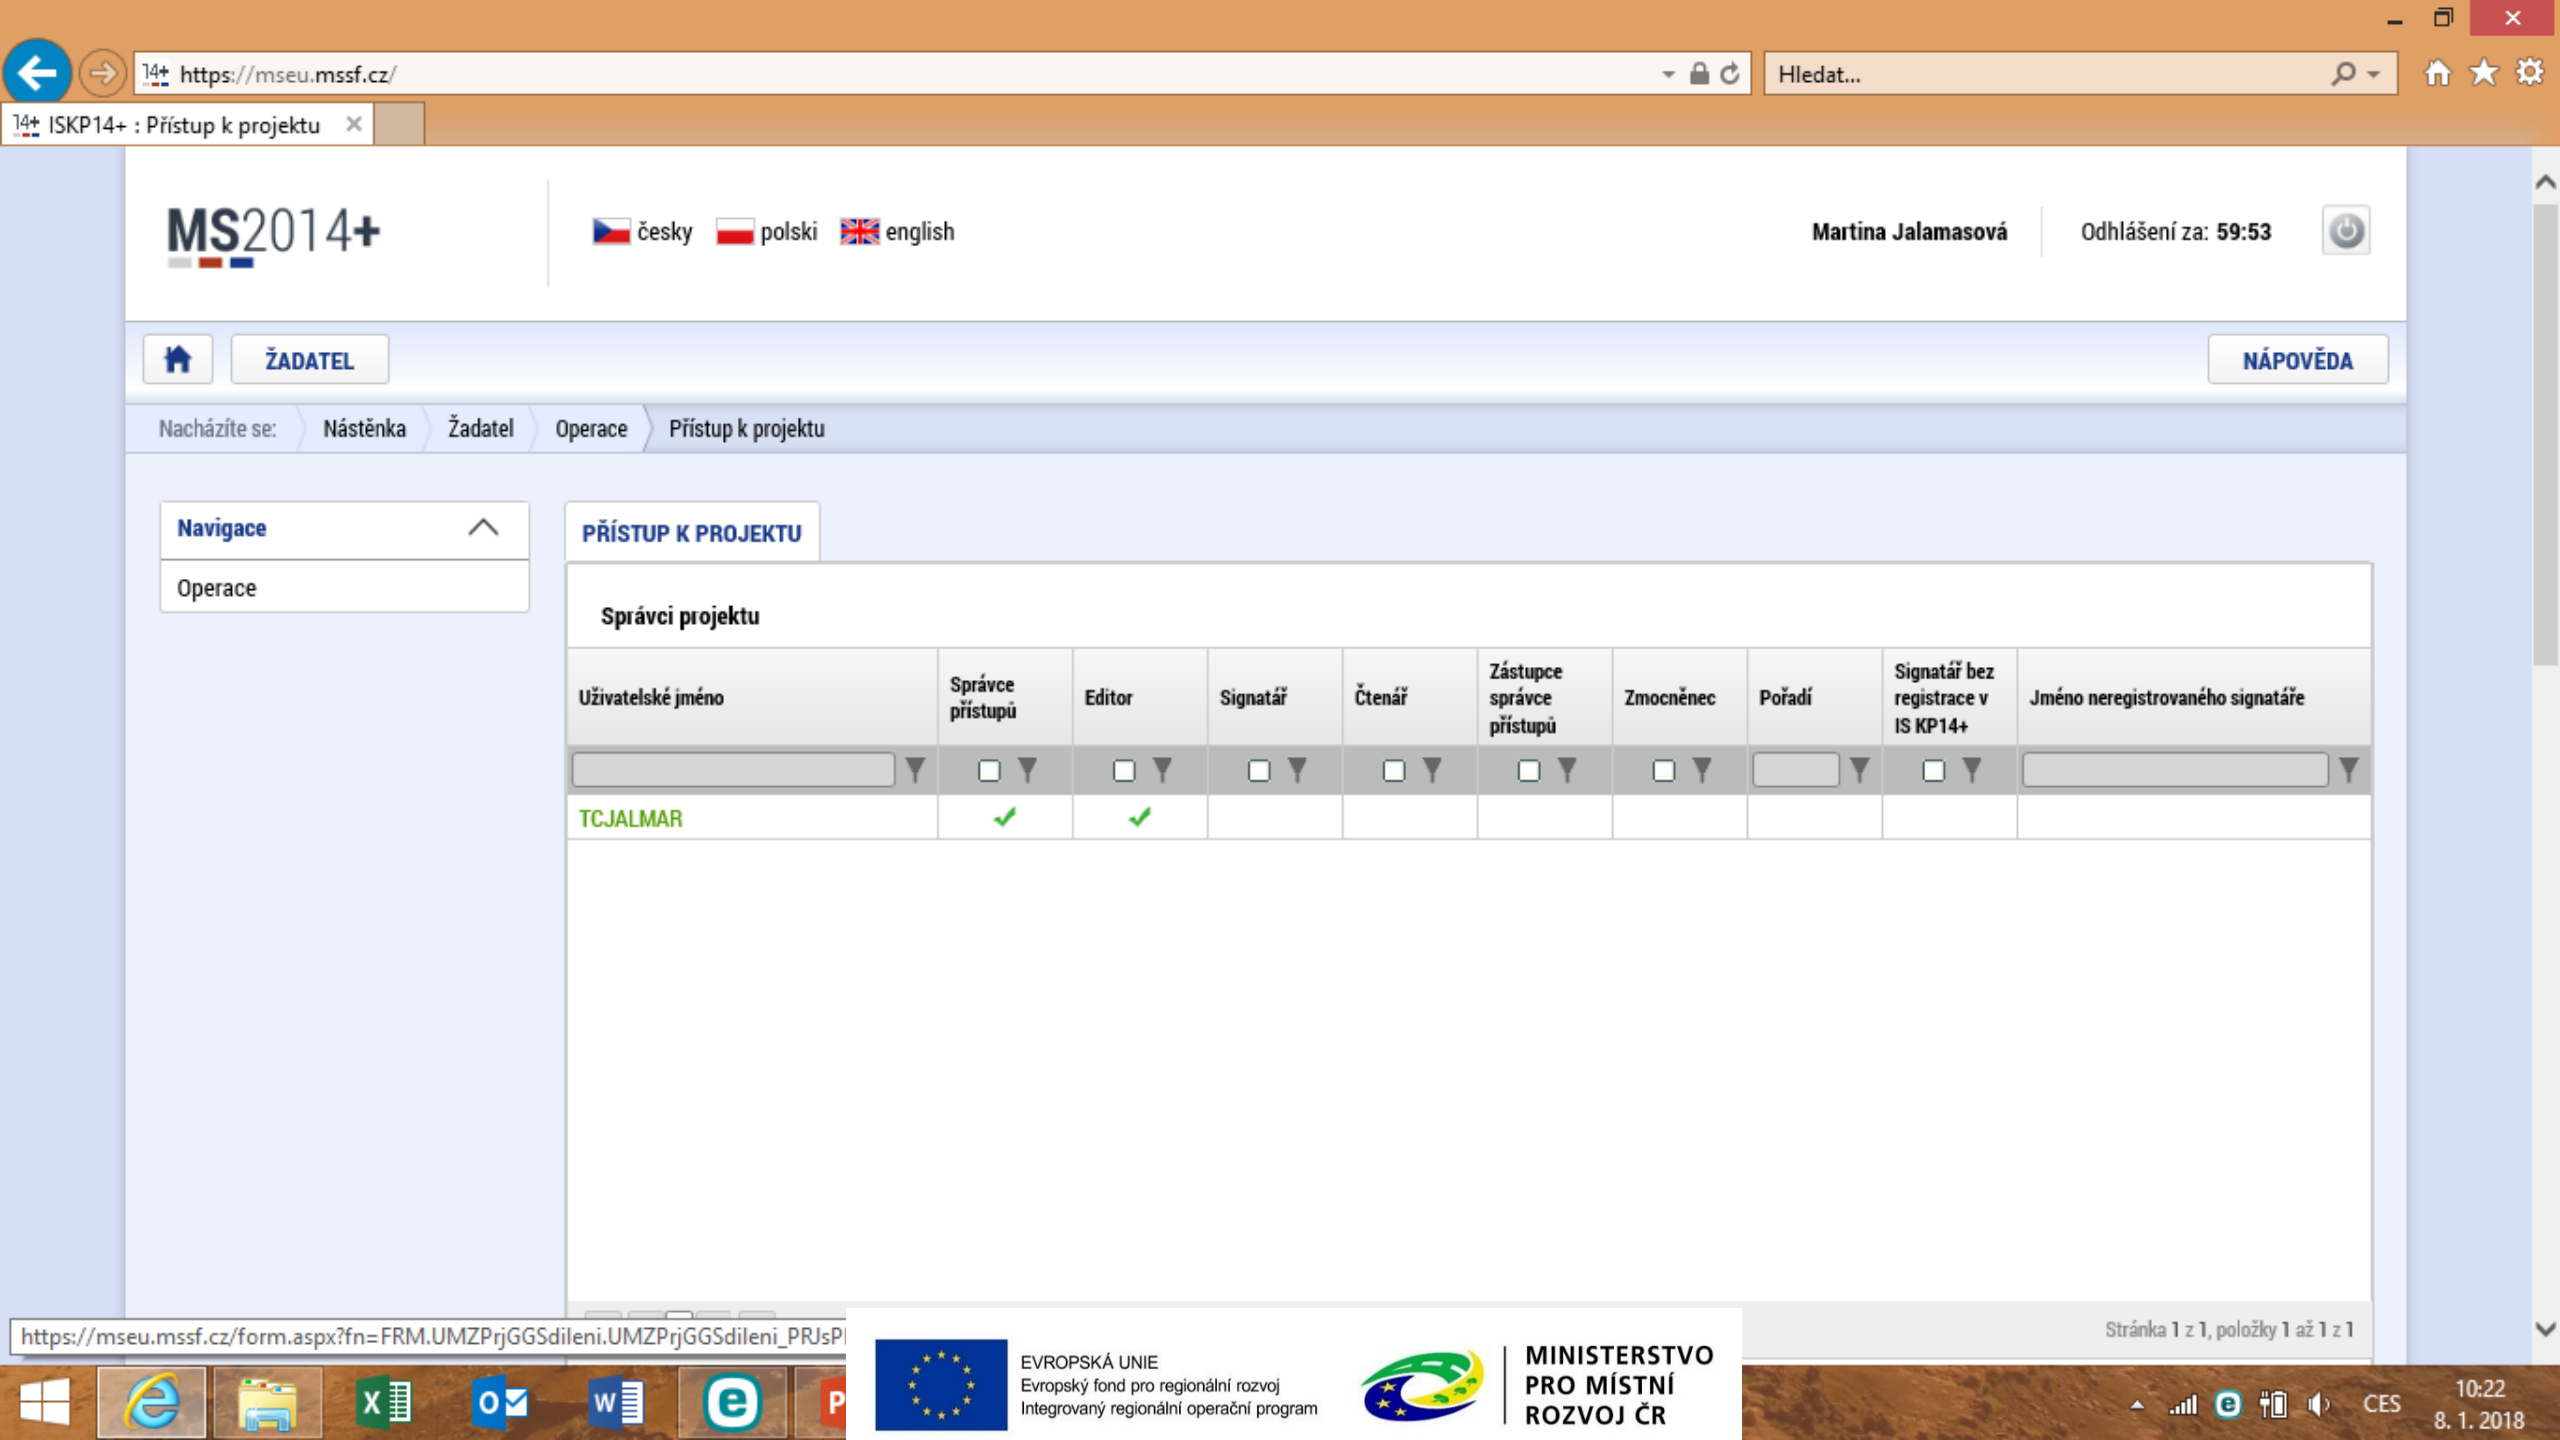 https://mseu.mssf.cz/
Hledat...
14+ ISKP14+ : Přístup k projektu
MS2014+
česky polski english
Martina Jalamasová
Odhlášení za: 59:53
ŽADATEL
NÁPOVĚDA
Nacházíte se: Nástěnka Žadatel Operace Přístup k projektu
Navigace
Operace
PŘÍSTUP K PROJEKTU
Správci projektu
Uživatelské jméno
Správce
přístupů
Editor
Signatář
Čtenář
Zástupce
správce
přístupů
Zmocněnec
Pořadí
Signatář bez
registrace v
IS KP14+
Jméno neregistrovaného signatáře
TCJALMAR
Stránka 1 z 1, položky 1 až 1 z 1
https://mseu.mssf.cz/form.aspx?fn=FRM.UMZPrjGGSdileni.UMZPrjGGSdileni_PRJsP
EVROPSKÁ UNIE
Evropský fond pro regionální rozvoj
Integrovaný regionální operační program
MINISTERSTVO
PRO MÍSTNÍ
ROZVOJ ČR
CES
10:22
8. 1. 2018